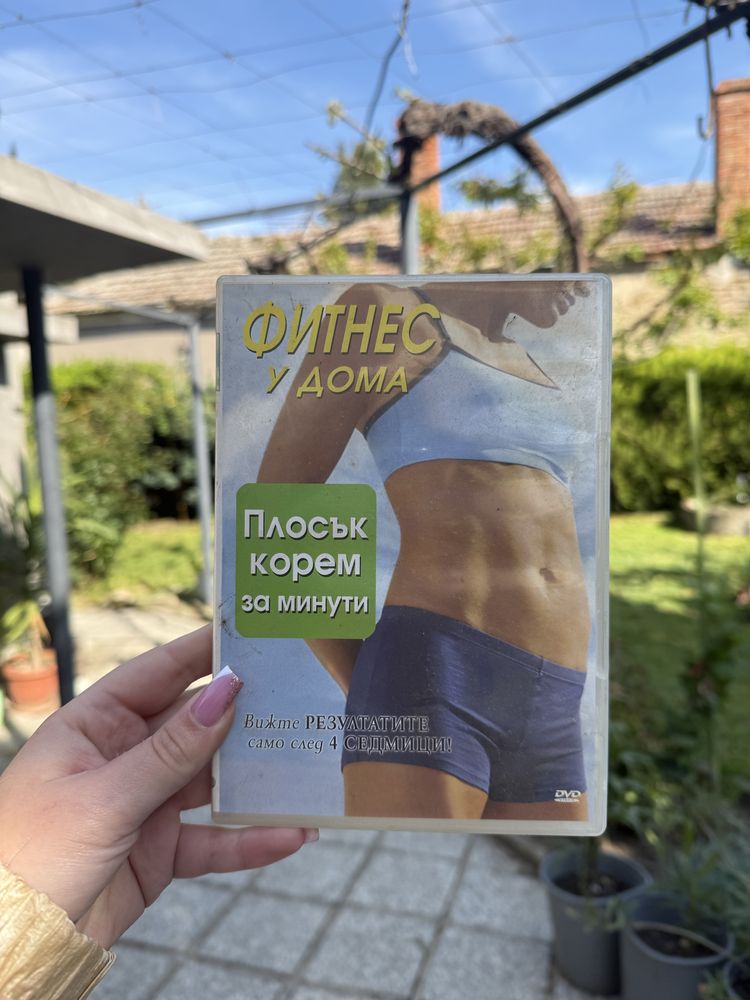 ФИТНЕС
У ДОМА
Плосък
корем
за минути
Вижте РЕЗУЛТАТИТЕ
само след 4 СЕДМИЦИ!
DVD